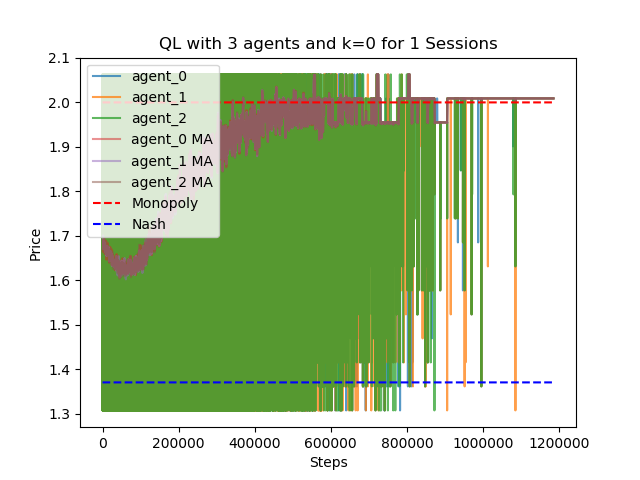 QL with 3 agents and k=0 for 1 Sessions
2.1
2.0
1.9
1.8
1.7
1.6
1.5
1.4
1.3
Price
agent_0
agent_1
agent_2
agent_0 MA
agent_1 MA
agent_2 MA
Monopoly
Nash
0 200000 400000 600000 800000 1000000 1200000
Steps